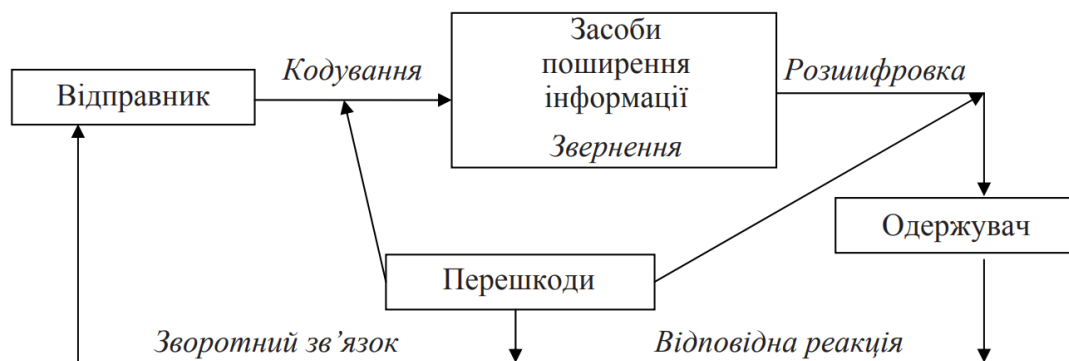 Засоби
поширення
інформації
Звернення
Кодування
Розшифровка
Відправник
Одержувач
Перешкоди
Зворотний зв’язок
Відповідна реакція